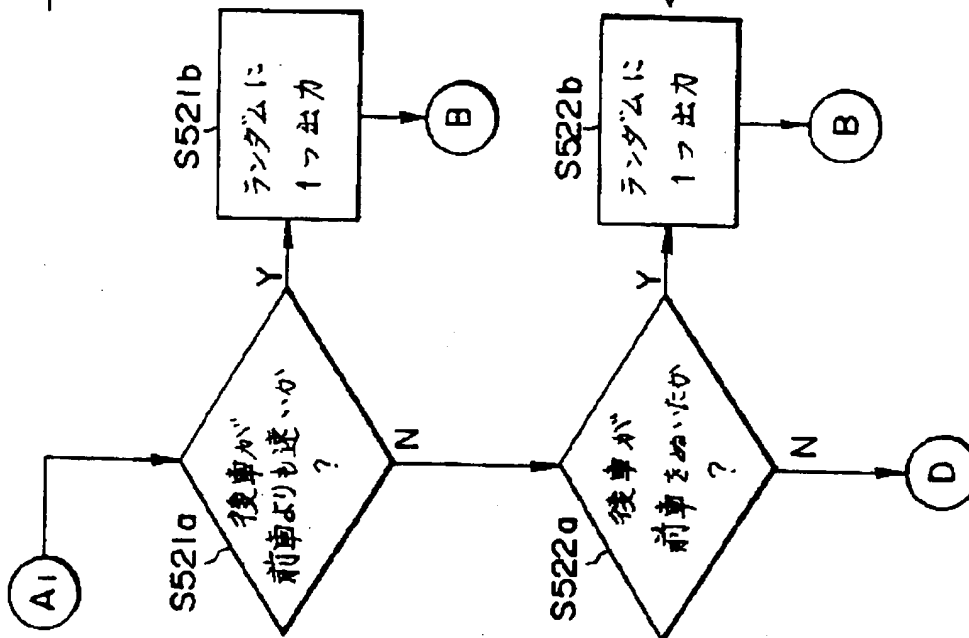 A1
S521a
後車が
前車よりも速いか
?
Y
S521b
ランダムに
1つ出力
B
N
S522a
後車が
前車をぬいたか
?
Y
S522b
ランダムに
1つ出力
B
N
D